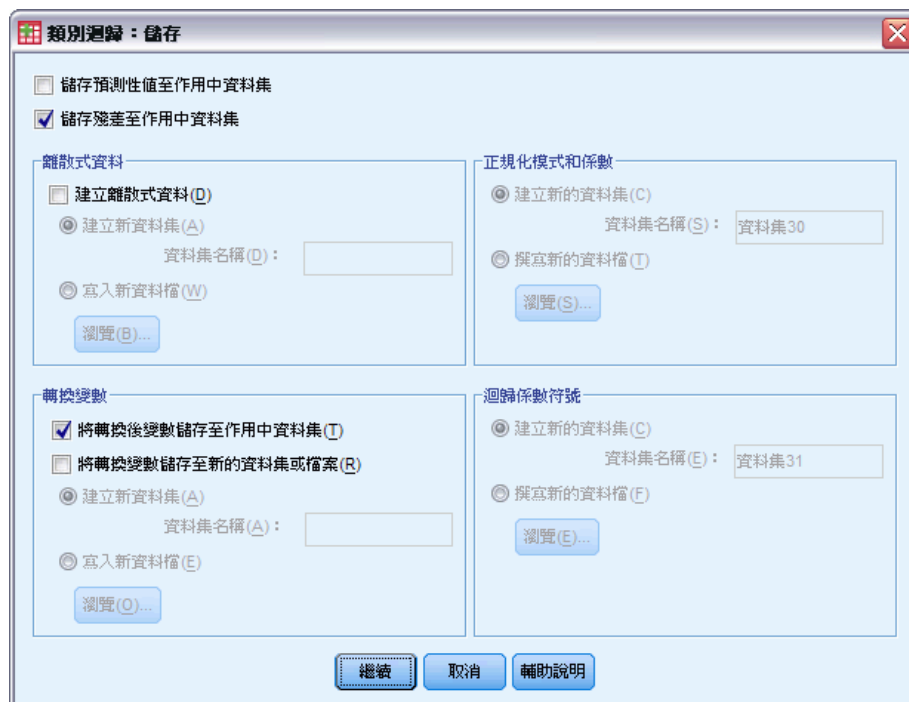 類別迴歸：儲存
儲存預測性值至作用中資料集
儲存殘差至作用中資料集
離散式資料
建立離散式資料(D)
建立新資料集(A)
資料集名稱(D)：
寫入新資料檔(W)
瀏覽(B)...
正規化模式和係數
建立新的資料集(C)
資料集名稱(S)：
資料集30
撰寫新的資料檔(T)
瀏覽(S)...
轉換變數
將轉換後變數儲存至作用中資料集(T)
將轉換變數儲存至新的資料集或檔案(R)
建立新資料集(A)
資料集名稱(A)：
寫入新資料檔(E)
瀏覽(O)...
迴歸係數符號
建立新的資料集(C)
資料集名稱(E)：
資料集31
撰寫新的資料檔(F)
瀏覽(E)...
繼續
取消
輔助說明